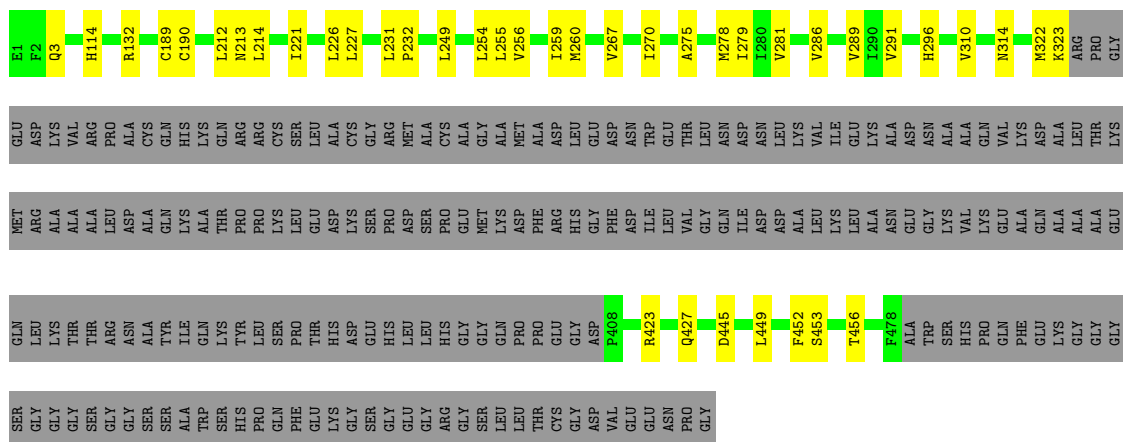 E1 F2 Q3 H114 R132 C189 C190 L212 N213 L214 I221 L226 L227 L231 P232 L249 L254 L255 V256 I259 M260 V267 I270 A275 M278 I279 I280 V281 V286 V289 I290 V291 H296 V310 N314 M322 K323 ARG PRO GLY
GLU ASP LYS VAL ARG PRO ALA CYS GLN HIS LYS GLN ARG ARG CYS SER LEU ALA CYS GLY ARG MET ALA CYS ALA GLY ALA MET ALA ASP LEU GLU ASP ASN TRP GLU THR LEU ASN ASP ASN LEU LYS VAL ILE GLU LYS ALA ASP ASN ALA ALA GLN VAL LYS ASP ALA LEU THR LYS
MET ARG ALA ALA ALA LEU ASP ALA GLN LYS ALA THR PRO PRO LYS LEU GLU ASP LYS SER PRO ASP SER PRO GLU MET LYS ASP PHE ARG HIS GLY PHE ASP ILE LEU VAL GLY GLN ILE ASP ASP ALA LEU LYS LEU ALA ASN GLU GLY LYS VAL LYS GLU ALA GLN ALA ALA ALA GLU
GLN LEU LYS THR THR ARG ASN ALA TYR ILE GLN LYS TYR LEU SER PRO THR HIS ASP GLU HIS LEU LEU HIS GLY GLY GLN PRO PRO GLU GLY ASP P408 R423 Q427 D445 L449 F452 S453 T456 F478 ALA TRP SER HIS PRO GLN PHE GLU LYS GLY GLY GLY
SER GLY GLY GLY SER GLY GLY SER SER ALA TRP SER HIS PRO GLN PHE GLU LYS GLY SER GLY GLU GLY ARG GLY SER LEU LEU THR CYS GLY ASP VAL GLU GLU ASN PRO GLY